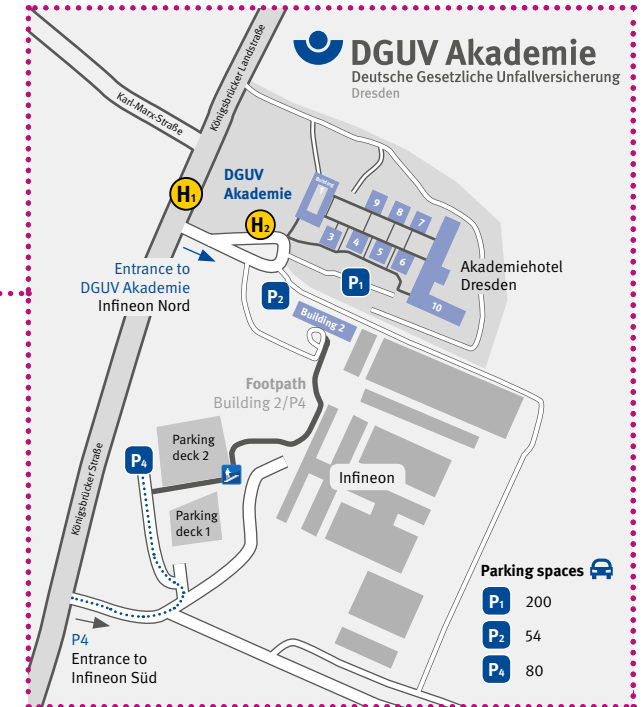 DGUV Akademie
Deutsche Gesetzliche Unfallversicherung
Dresden
Karl-Marx-Straße
Königsbrücker Landstraße
DGUV
Akademie
H1
H2
Building
1
9
8
7
3
4
5
6
10
Akademiehotel
Dresden
Entrance to
DGUV Akademie
Infineon Nord
P1
P2
Building 2
Footpath
Building 2/P4
Parking
deck 2
P4
Infineon
Parking
deck 1
Königsbrücker Straße
P4
Entrance to
Infineon Süd
Parking spaces
P1 200
P2 54
P4 80